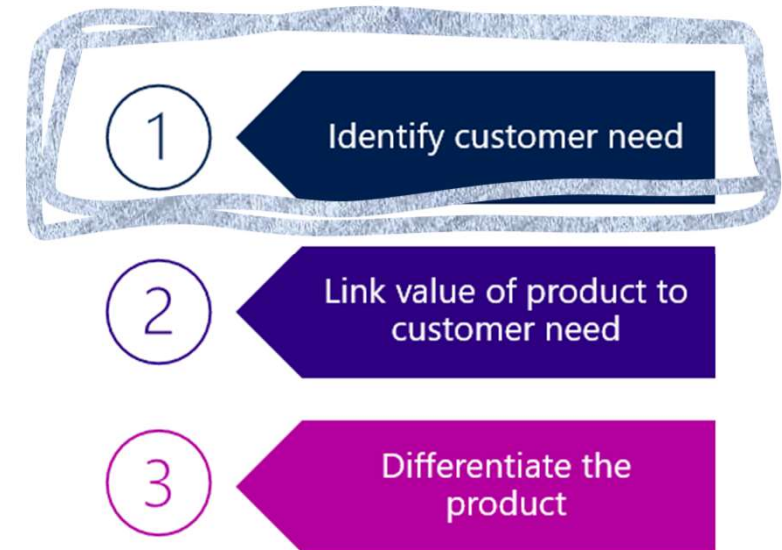 1
Identify customer need
2
Link value of product to
customer need
3
Differentiate the
product